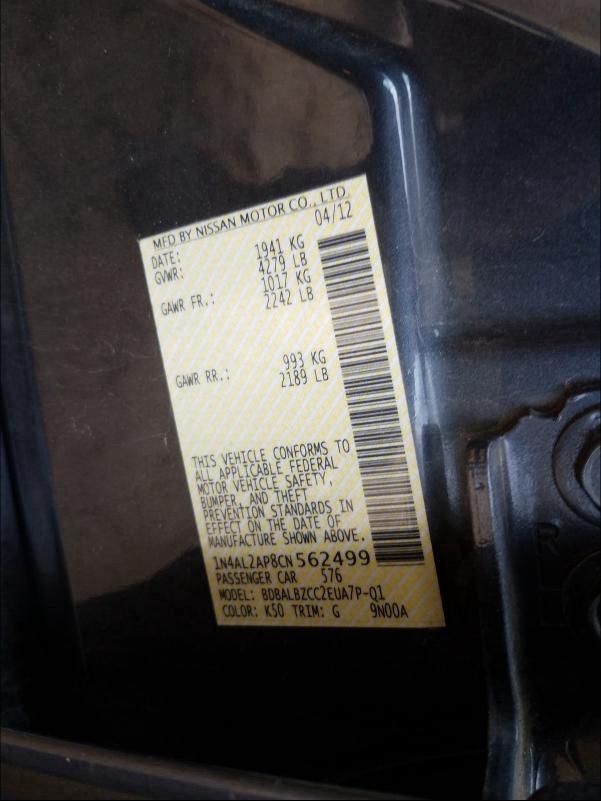 MFD BY NISSAN MOTOR CO., LTD.
DATE: 04/12
GVWR: 1941 KG
4279 LB
GAWR FR.: 1017 KG
2242 LB
GAWR RR.: 993 KG
2189 LB
THIS VEHICLE CONFORMS TO
ALL APPLICABLE FEDERAL
MOTOR VEHICLE SAFETY,
BUMPER, AND THEFT
PREVENTION STANDARDS IN
EFFECT ON THE DATE OF
MANUFACTURE SHOWN ABOVE.
1N4AL2AP8CN562499
PASSENGER CAR 576
MODEL: BDBALBZCC2EUA7P-Q1
COLOR: K50 TRIM: G 9N00A
R